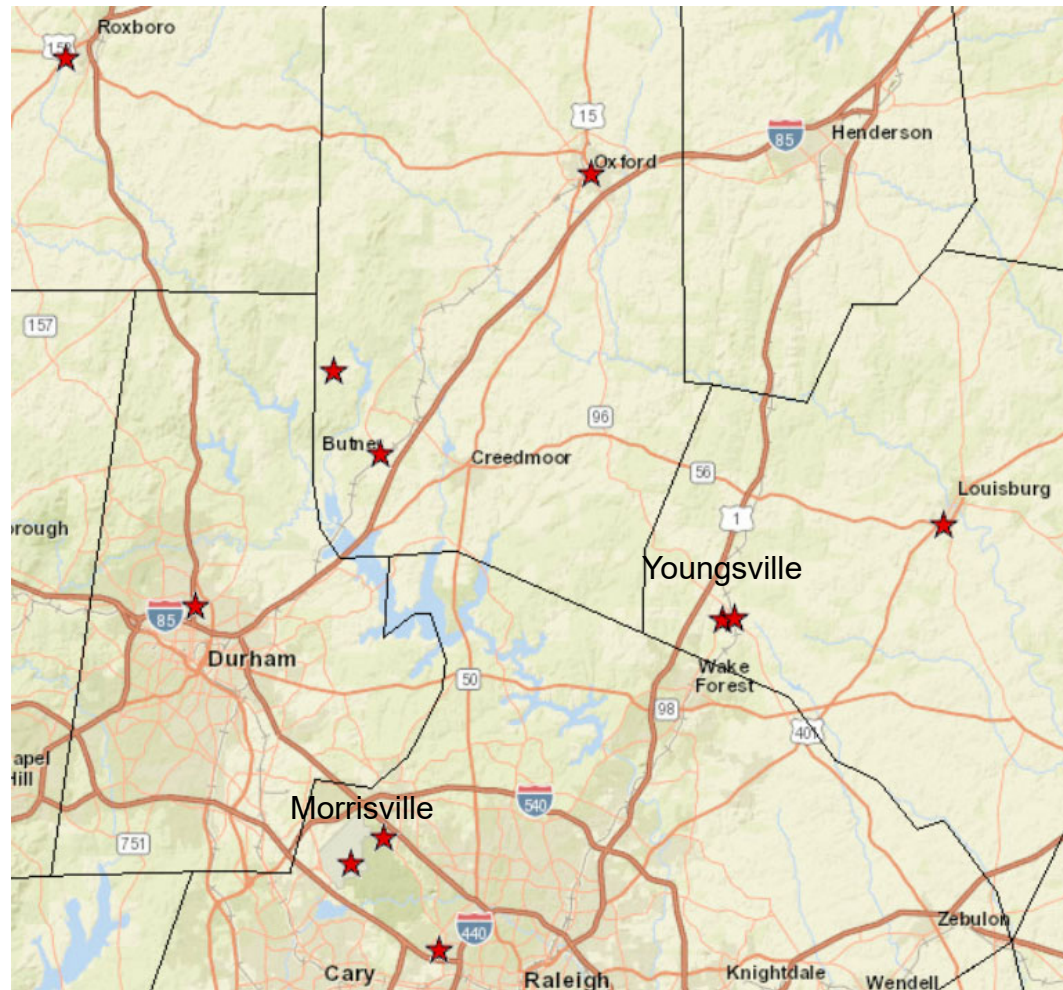 Roxboro
158
15
Oxford
85
Henderson
157
96
Butner
Creedmoor
56
Louisburg
1
orough
Youngsville
85
Durham
50
Wake
Forest
98
401
apel
Hill
Morrisville
540
751
440
Zebulon
Cary
Raleigh
Knightdale
Wendell